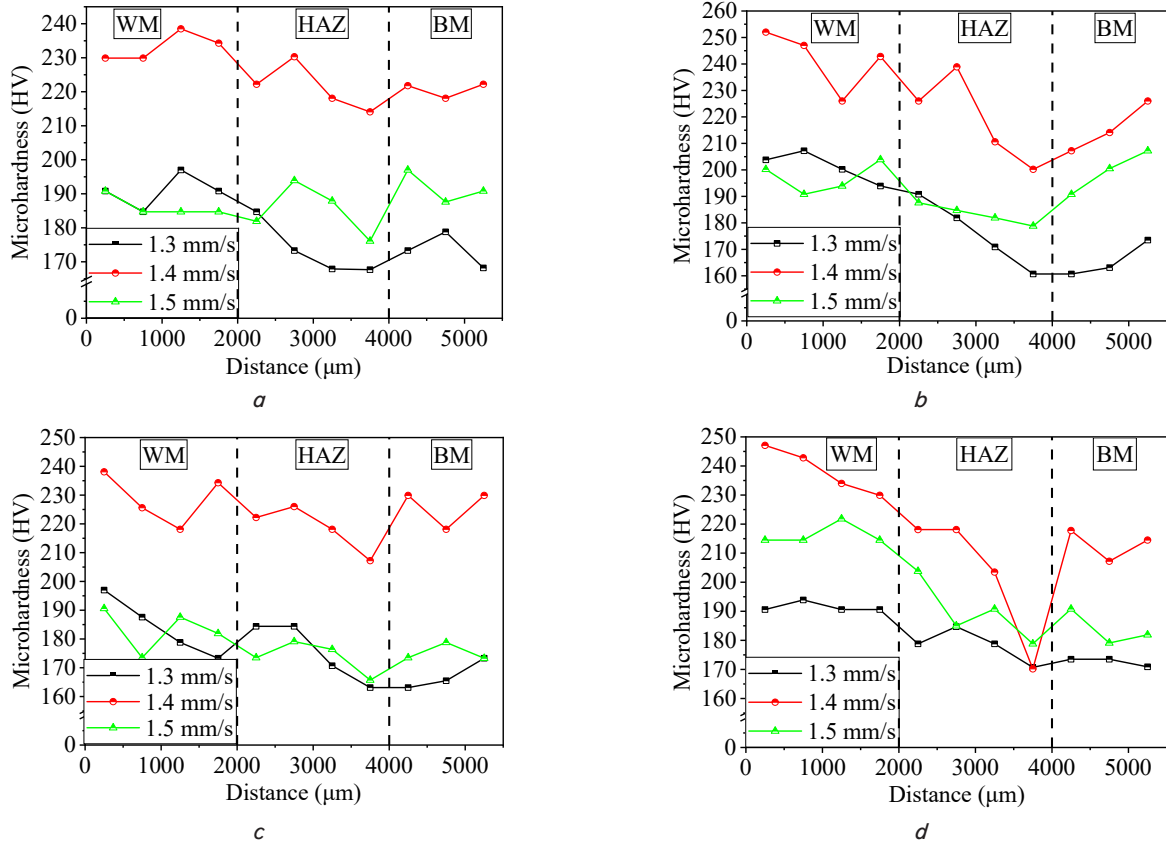 240
230
220
210
200
190
180
170
0
Microhardness (HV)
WM
HAZ
BM
1.3 mm/s
1.4 mm/s
1.5 mm/s
0 1000 2000 3000 4000 5000
Distance (μm)
a
260
250
240
230
220
210
200
190
180
170
160
0
Microhardness (HV)
WM
HAZ
BM
1.3 mm/s
1.4 mm/s
1.5 mm/s
0 1000 2000 3000 4000 5000
Distance (μm)
b
250
240
230
220
210
200
190
180
170
160
0
Microhardness (HV)
WM
HAZ
BM
1.3 mm/s
1.4 mm/s
1.5 mm/s
0 1000 2000 3000 4000 5000
Distance (μm)
c
250
240
230
220
210
200
190
180
170
160
0
Microhardness (HV)
WM
HAZ
BM
1.3 mm/s
1.4 mm/s
1.5 mm/s
0 1000 2000 3000 4000 5000
Distance (μm)
d